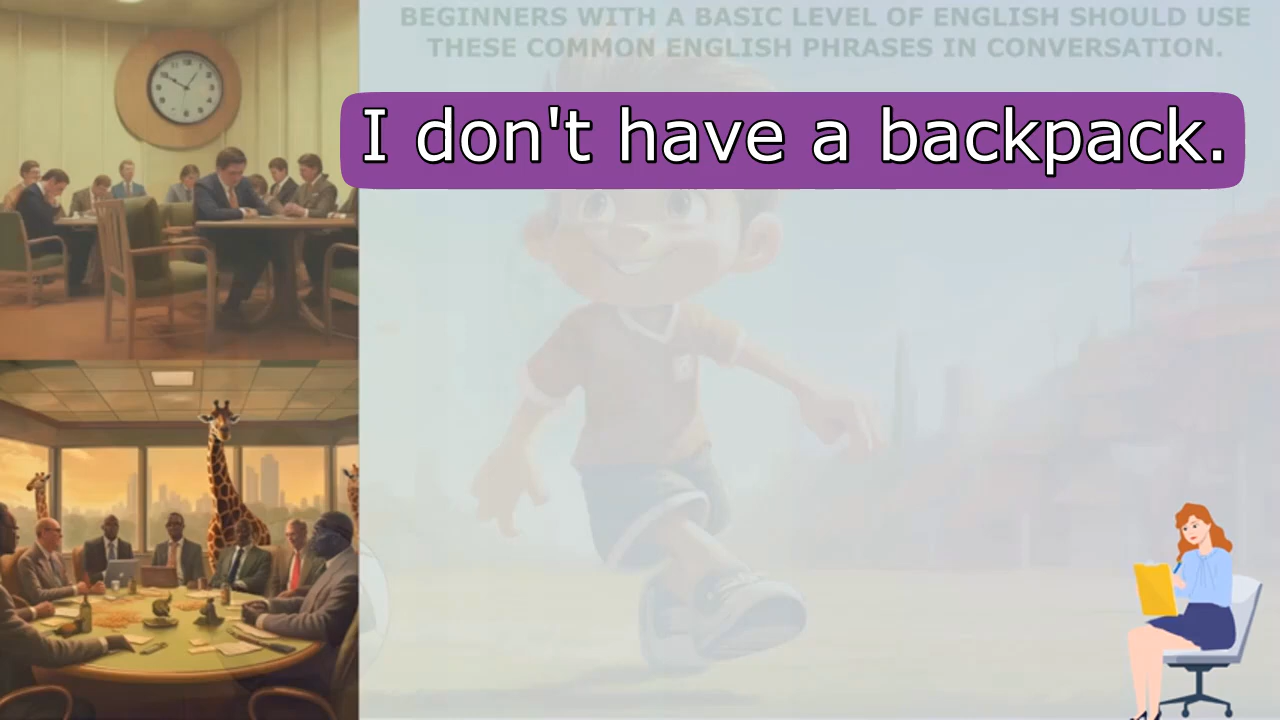 BEGINNERS WITH A BASIC LEVEL OF ENGLISH SHOULD USE
THESE COMMON ENGLISH PHRASES IN CONVERSATION.
I don't have a backpack.